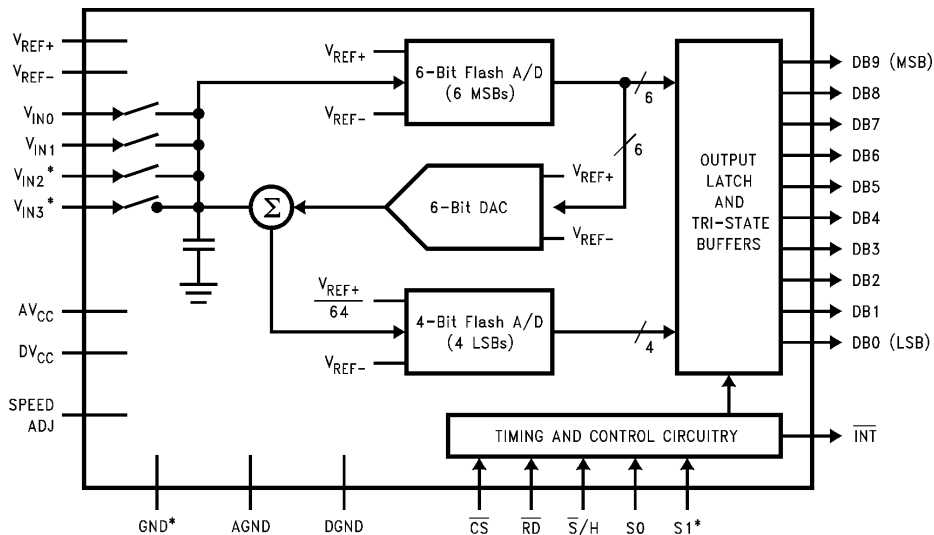 VREF+
VREF-
VIN0
VIN1
VIN2*
VIN3*
AVCC
DVCC
SPEED
ADJ
VREF+
VREF-
6-Bit Flash A/D
(6 MSBs)
6
6
VREF+
6-Bit DAC
VREF-
Σ
VREF+
64
VREF-
4-Bit Flash A/D
(4 LSBs)
4
OUTPUT
LATCH
AND
TRI-STATE
BUFFERS
DB9 (MSB)
DB8
DB7
DB6
DB5
DB4
DB3
DB2
DB1
DB0 (LSB)
TIMING AND CONTROL CIRCUITRY
I̅N̅T̅
GND*
AGND
DGND
C̅S̅
R̅D̅
S̅/H
S0
S1*